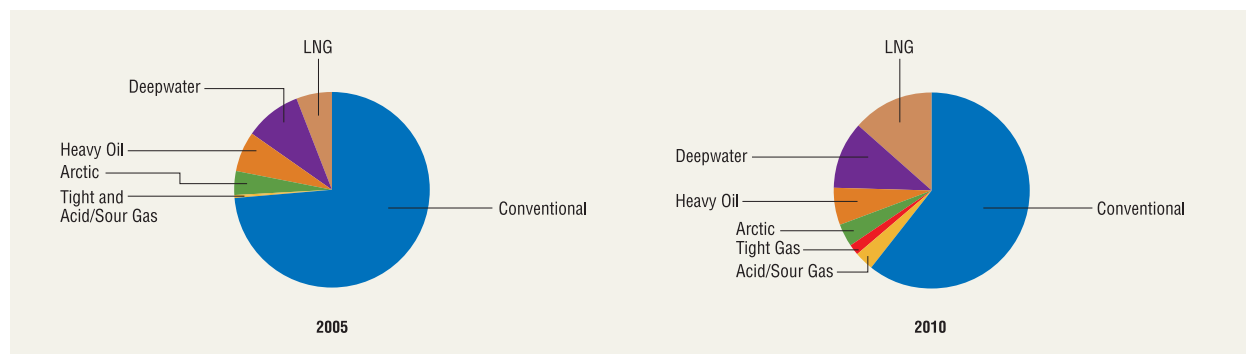 LNG
Deepwater
Heavy Oil
Arctic
Tight and
Acid/Sour Gas
Conventional
2005
LNG
Deepwater
Heavy Oil
Arctic
Tight Gas
Acid/Sour Gas
Conventional
2010